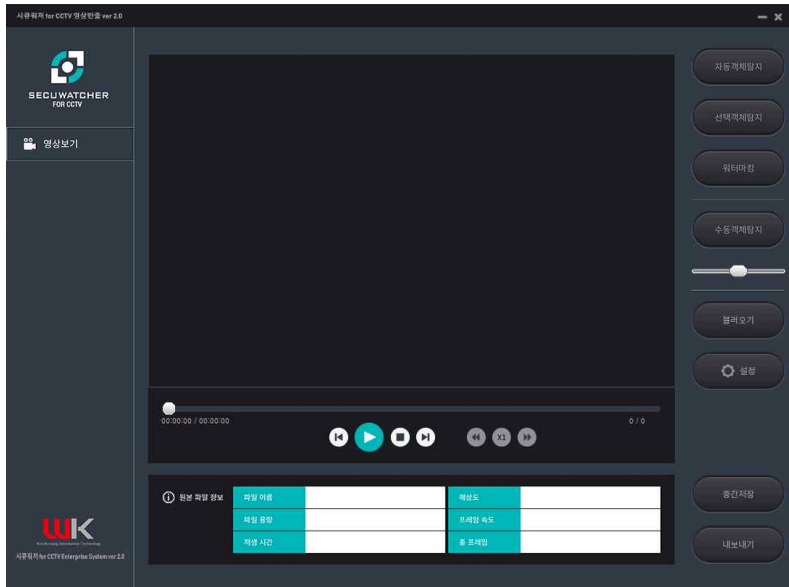 시큐워처 for CCTV 영상반출 ver 2.0
SECUWATCHER
FOR CCTV
영상보기
자동객체탐지
선택객체탐지
워터마킹
수동객체탐지
불러오기
설정
00:00:00 / 00:00:00
0 / 0
X1
원본 파일 정보
파일 이름
해상도
파일 용량
프레임 속도
재생 시간
총 프레임
중간저장
내보내기
WK
시큐워처 for CCTV Enterprise System ver 2.0